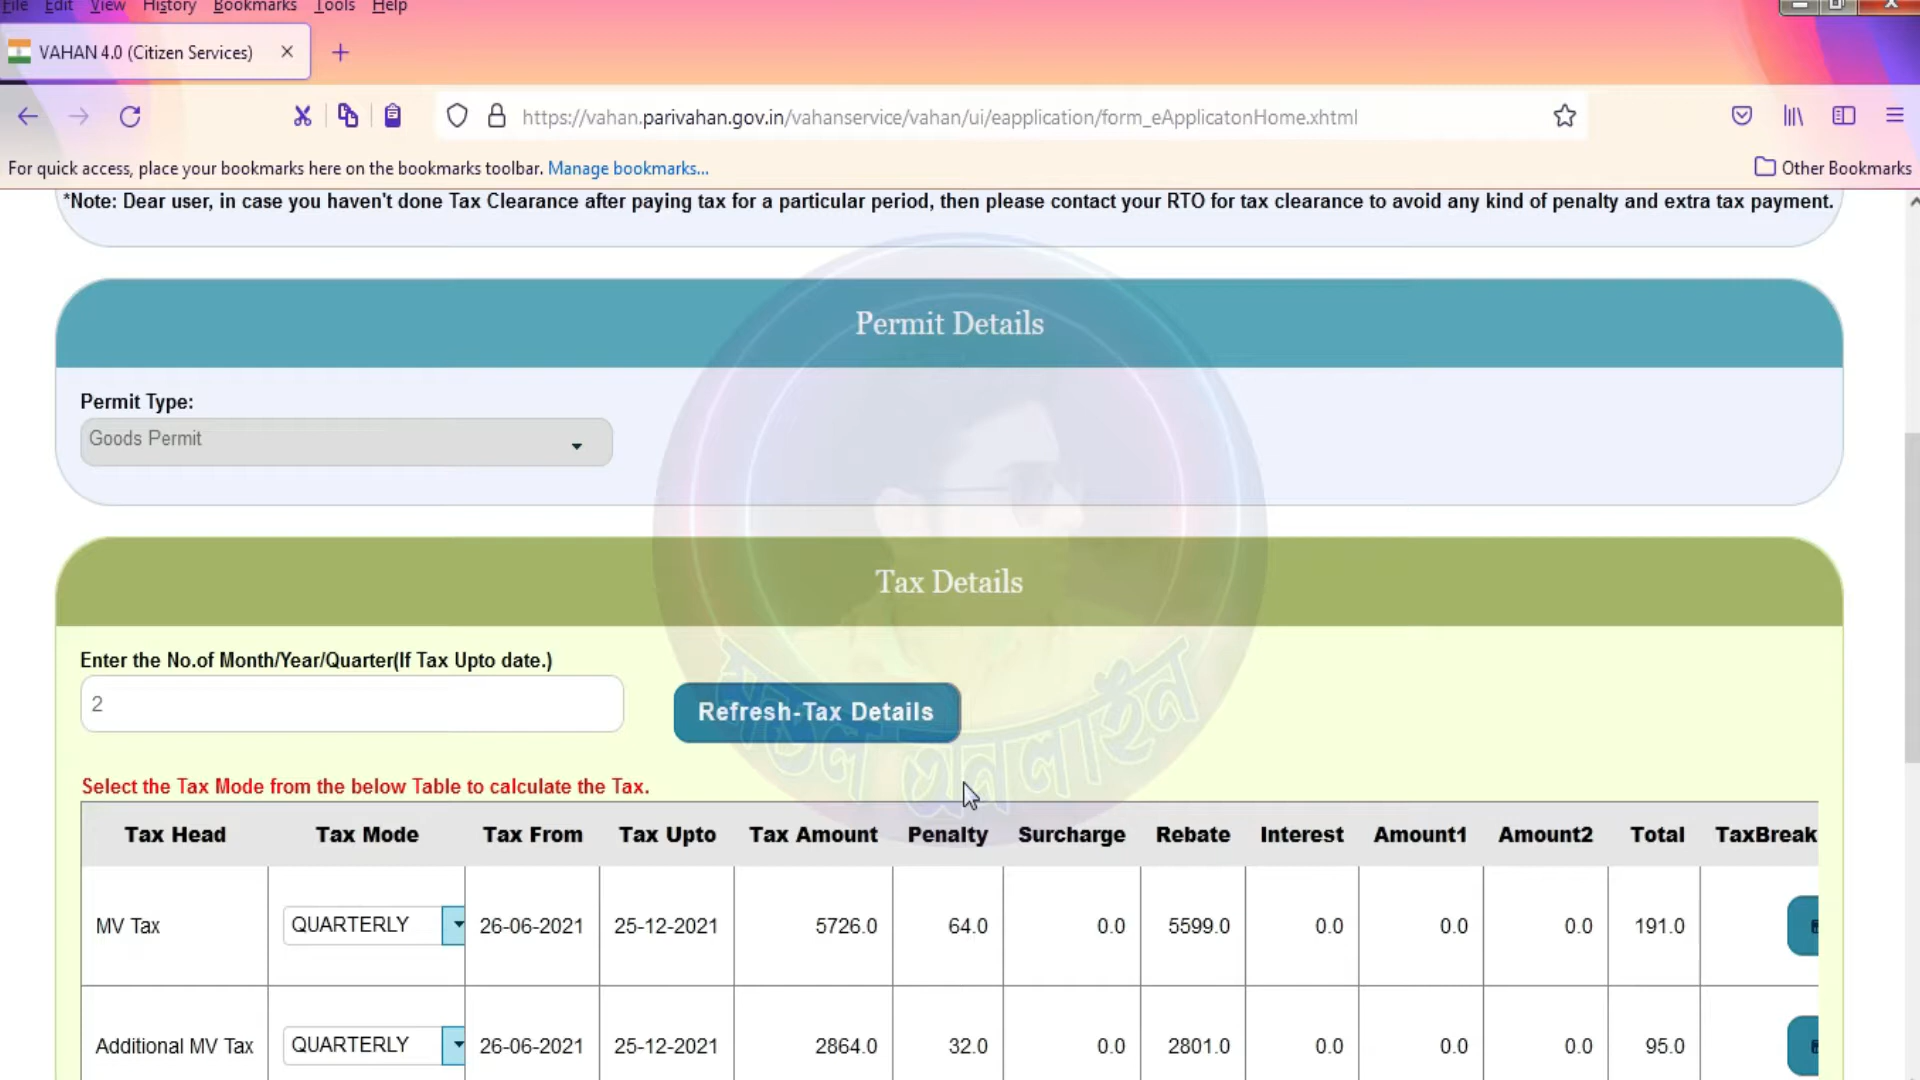 File Edit View History Bookmarks Tools Help
VAHAN 4.0 (Citizen Services)
https://vahan.parivahan.gov.in/vahanservice/vahan/ui/eapplication/form_eApplicatonHome.xhtml
For quick access, place your bookmarks here on the bookmarks toolbar. Manage bookmarks...
Other Bookmarks
*Note: Dear user, in case you haven't done Tax Clearance after paying tax for a particular period, then please contact your RTO for tax clearance to avoid any kind of penalty and extra tax payment.
Permit Details
Permit Type:
Goods Permit
Tax Details
Enter the No.of Month/Year/Quarter(If Tax Upto date.)
2
Refresh-Tax Details
মণ্ডল অনলাইন
Select the Tax Mode from the below Table to calculate the Tax.
Tax Head Tax Mode Tax From Tax Upto Tax Amount Penalty Surcharge Rebate Interest Amount1 Amount2 Total TaxBreak
MV Tax QUARTERLY 26-06-2021 25-12-2021 5726.0 64.0 0.0 5599.0 0.0 0.0 0.0 191.0
Additional MV Tax QUARTERLY 26-06-2021 25-12-2021 2864.0 32.0 0.0 2801.0 0.0 0.0 0.0 95.0